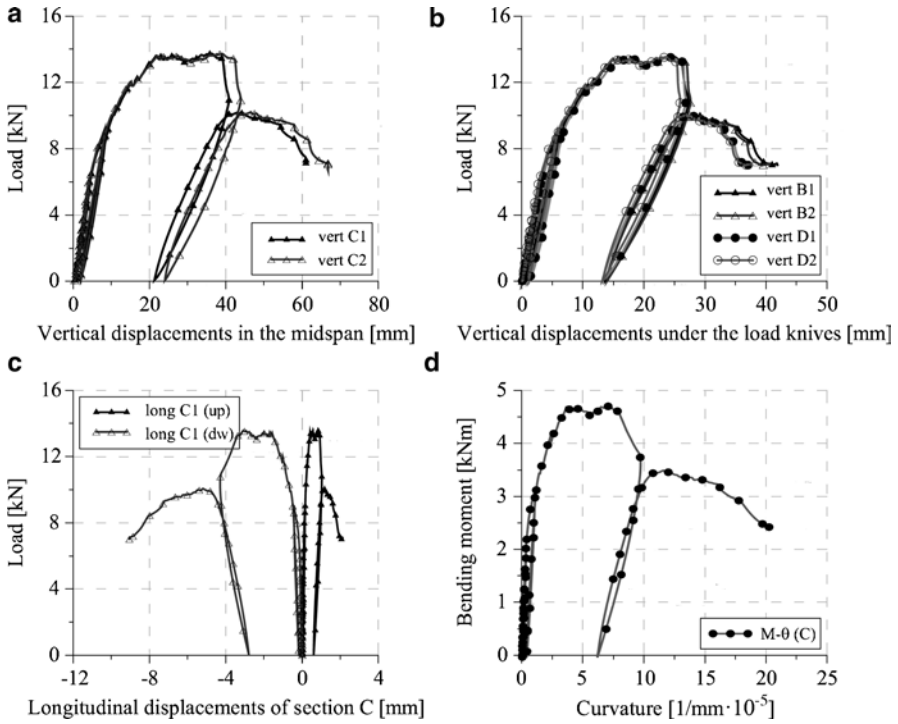 a
16
12
8
4
0
Load [kN]
0 20 40 60 80
Vertical displacements in the midspan [mm]
vert C1
vert C2
b
16
12
8
4
0
Load [kN]
0 10 20 30 40 50
Vertical displacements under the load knives [mm]
vert B1
vert B2
vert D1
vert D2
c
16
12
8
4
0
Load [kN]
-12 -8 -4 0 4
Longitudinal displacements of section C [mm]
long C1 (up)
long C1 (dw)
d
5
4
3
2
1
0
Bending moment [kNm]
0 5 10 15 20 25
Curvature [1/mm·10⁻⁵]
M-θ (C)